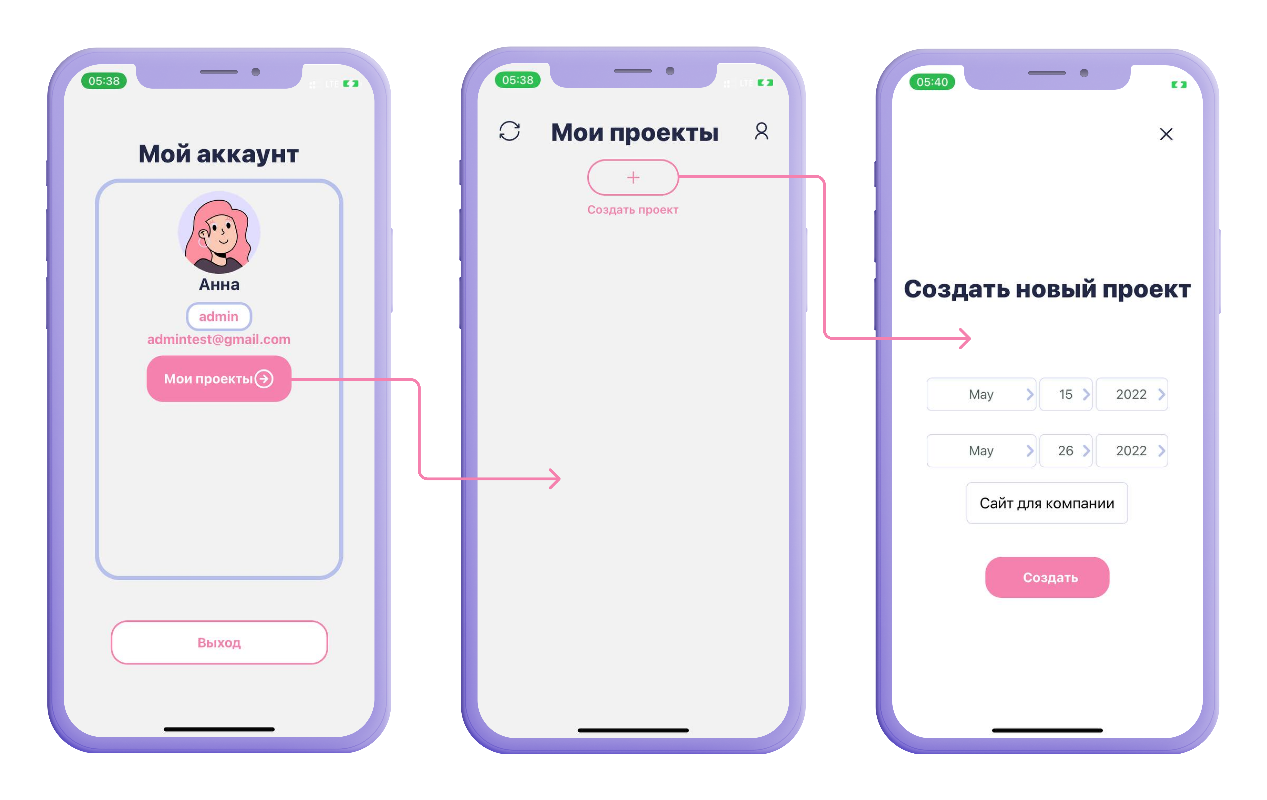 05:38
Мой аккаунт
Анна
admin
admintest@gmail.com
Мои проекты
Выход
05:38
LTE
Мои проекты
Создать проект
05:40
Создать новый проект
May 15 2022
May 26 2022
Сайт для компании
Создать